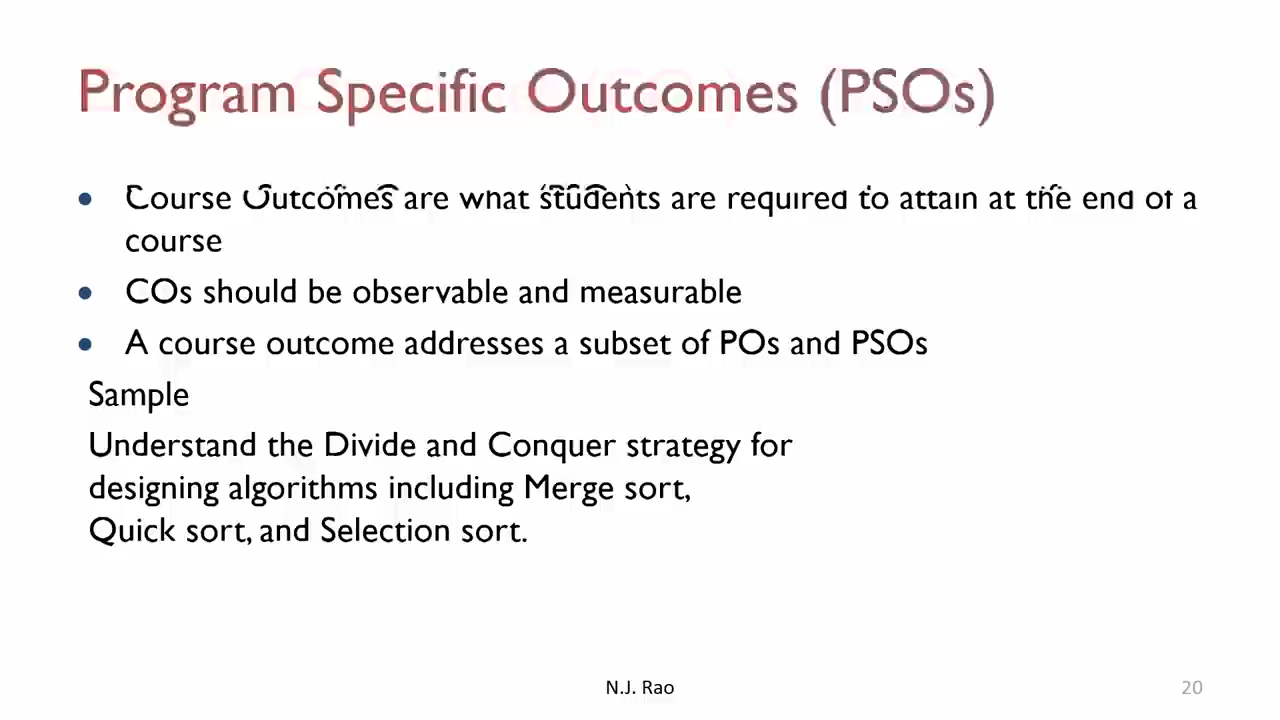 Program Specific Outcomes (PSOs)
• Course Outcomes are what students are required to attain at the end of a
course
• COs should be observable and measurable
• A course outcome addresses a subset of POs and PSOs
Sample
Understand the Divide and Conquer strategy for
designing algorithms including Merge sort,
Quick sort, and Selection sort.
N.J. Rao
20